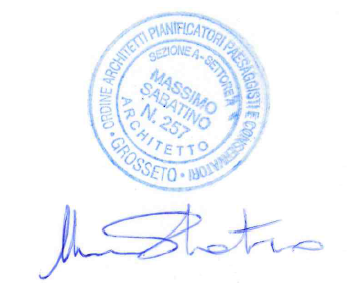 ORDINE ARCHITETTI PIANIFICATORI PAESAGGISTI E CONSERVATORI
• GROSSETO •
SEZIONE A - SETTORE A
MASSIMO
SABATINO
N. 257
ARCHITETTO